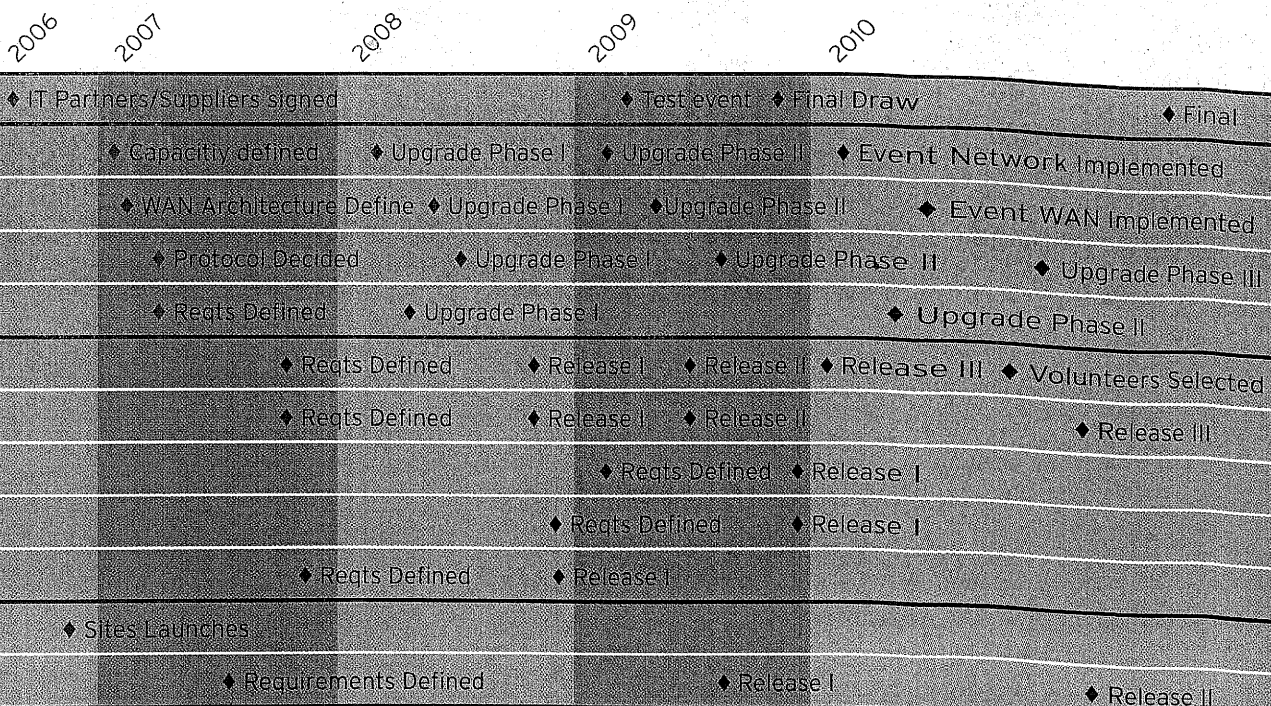 2006 2007 2008 2009 2010
IT Partners/Suppliers signed Test event Final Draw Final
Capacitiy defined Upgrade Phase I Upgrade Phase II Event Network Implemented
WAN Architecture Define Upgrade Phase I Upgrade Phase II Event WAN Implemented
Protocol Decided Upgrade Phase I Upgrade Phase II Upgrade Phase III
Reqts Defined Upgrade Phase I Upgrade Phase II
Reqts Defined Release I Release II Release III Volunteers Selected
Reqts Defined Release I Release II Release III
Reqts Defined Release I
Reqts Defined Release I
Reqts Defined Release I
Sites Launches
Requirements Defined Release I Release II